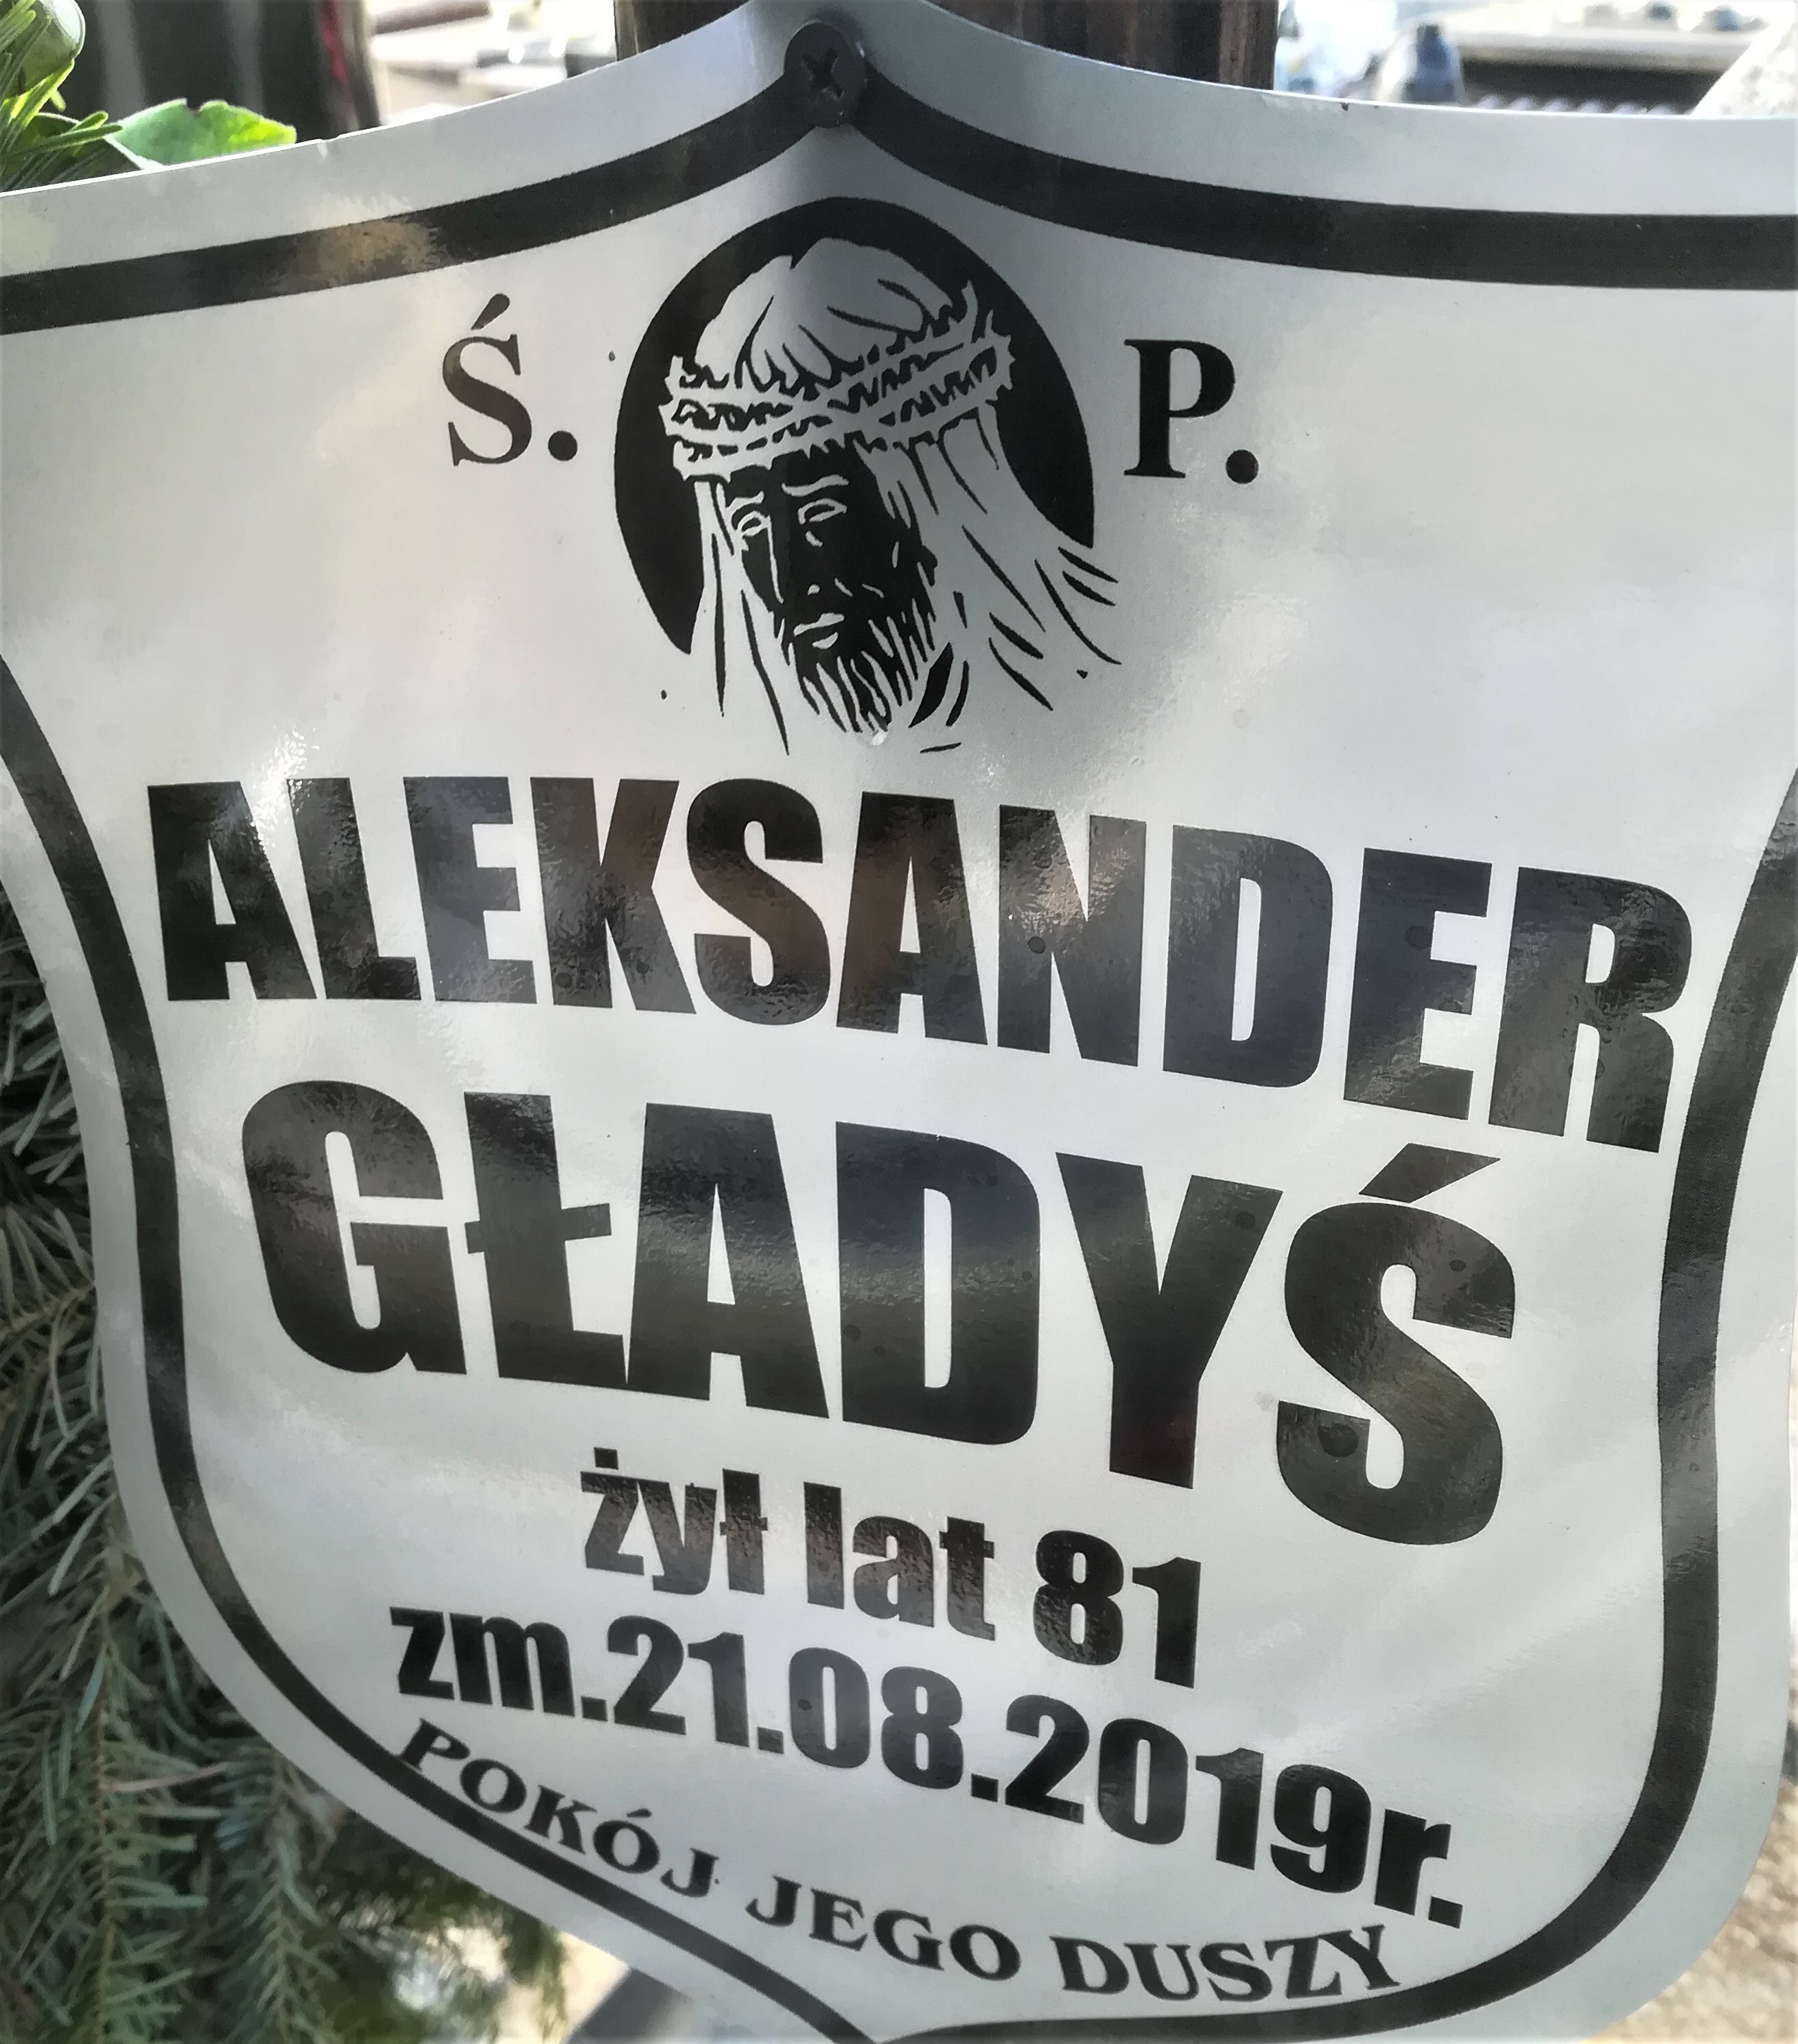 Ś. P.
ALEKSANDER
GŁADYŚ
żył lat 81
zm.21.08.2019r.
POKÓJ JEGO DUSZY